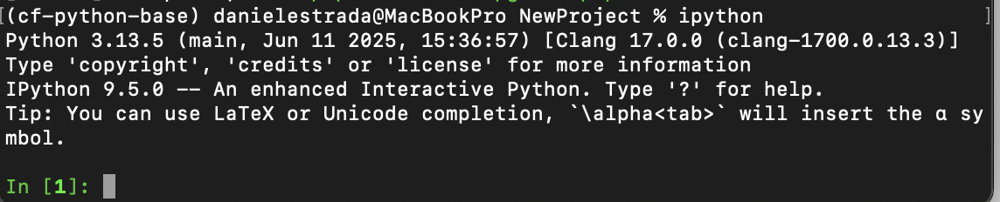 (cf-python-base) danielestrada@MacBookPro NewProject % ipython
Python 3.13.5 (main, Jun 11 2025, 15:36:57) [Clang 17.0.0 (clang-1700.0.13.3)]
Type 'copyright', 'credits' or 'license' for more information
IPython 9.5.0 -- An enhanced Interactive Python. Type '?' for help.
Tip: You can use LaTeX or Unicode completion, `\alpha<tab>` will insert the α sy
mbol.
In [1]: